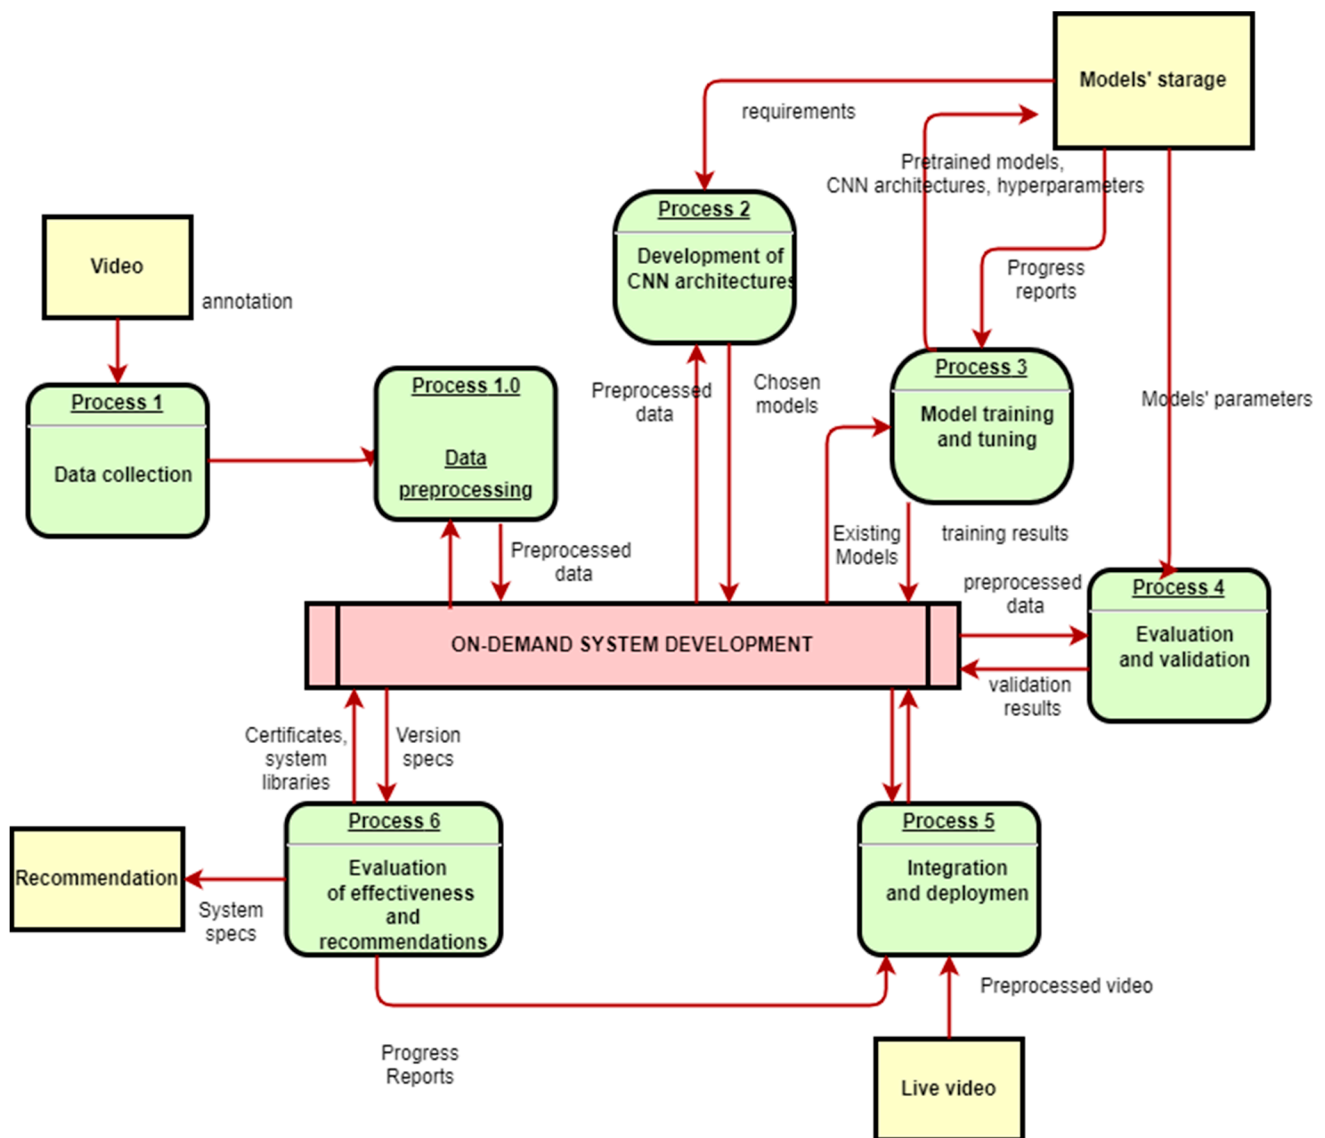 Models' starage
requirements
Pretrained models,
CNN architectures, hyperparameters
Process 2
Development of
CNN architectures
Video
annotation
Progress
reports
Process 1
Data collection
Process 1.0
Data
preprocessing
Preprocessed
data
Chosen
models
Process 3
Model training
and tuning
Models' parameters
Preprocessed
data
Existing
Models
training results
preprocessed
data
Process 4
Evaluation
and validation
ON-DEMAND SYSTEM DEVELOPMENT
validation
results
Certificates,
system
libraries
Version
specs
Process 6
Evaluation
of effectiveness
and
recommendations
Process 5
Integration
and deploymen
Recommendation
System
specs
Preprocessed video
Progress
Reports
Live video